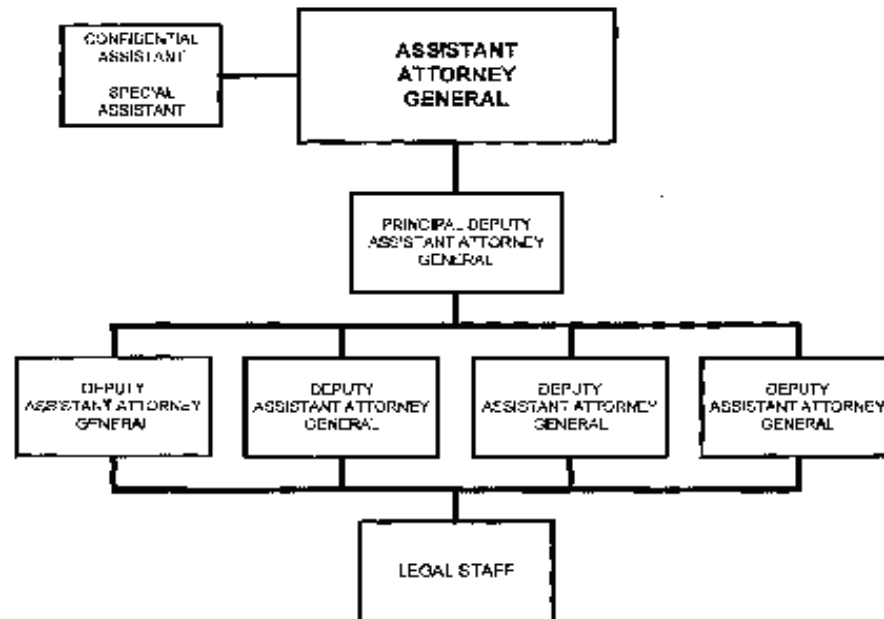 CONFIDENTIAL
ASSISTANT
SPECIAL
ASSISTANT
ASSISTANT
ATTORNEY
GENERAL
PRINCIPAL DEPUTY
ASSISTANT ATTORNEY
GENERAL
DEPUTY
ASSISTANT ATTORNEY
GENERAL
DEPUTY
ASSISTANT ATTORNEY
GENERAL
DEPUTY
ASSISTANT ATTORNEY
GENERAL
DEPUTY
ASSISTANT ATTORNEY
GENERAL
LEGAL STAFF